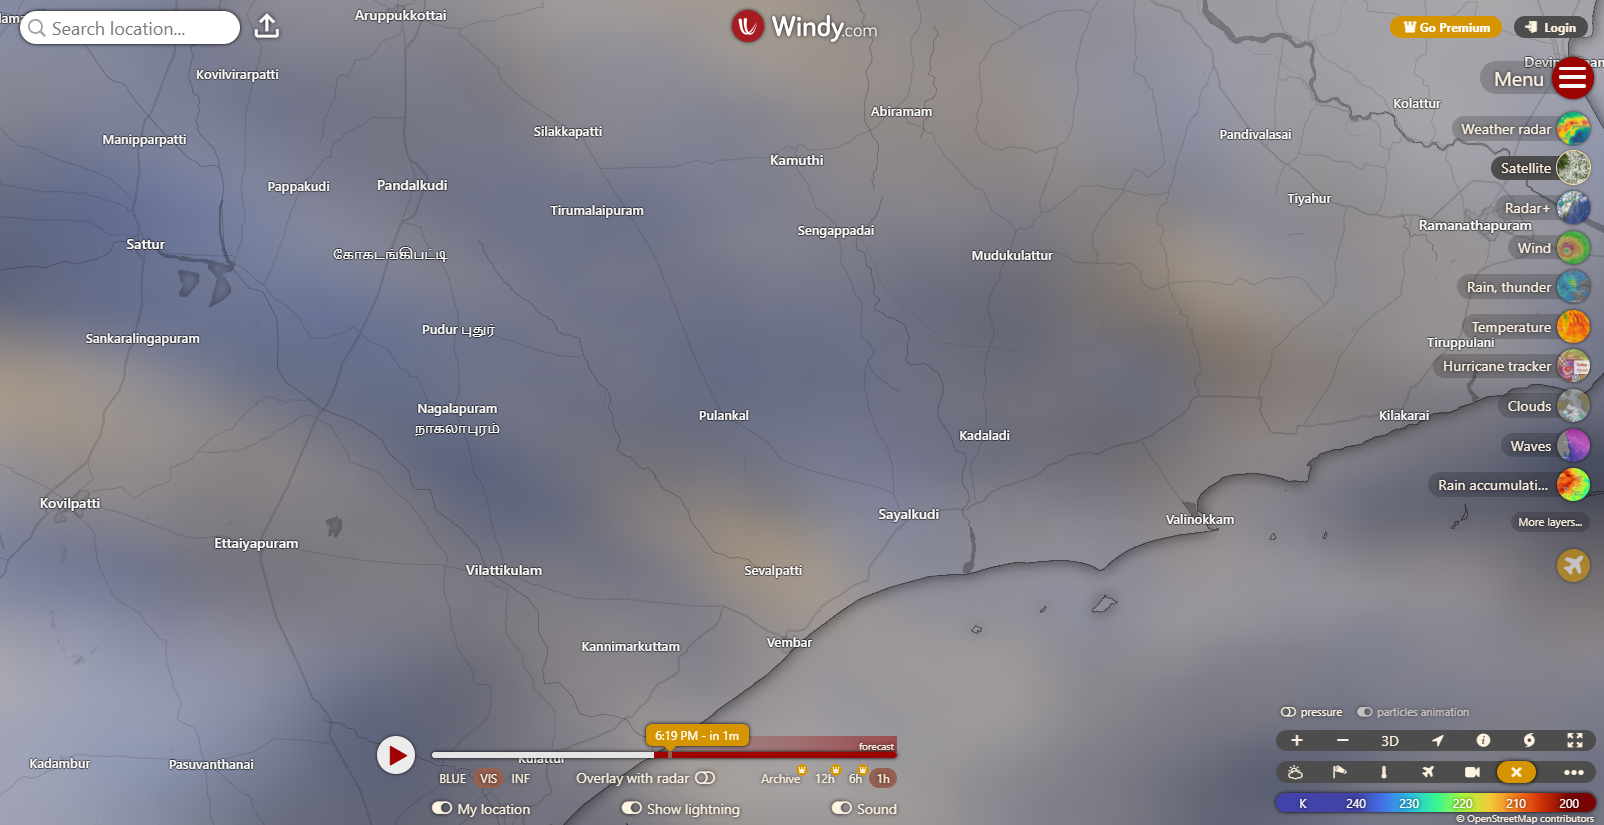 Search location...
Windy.com
Go Premium
Login
Menu
Weather radar
Satellite
Radar+
Wind
Rain, thunder
Temperature
Hurricane tracker
Clouds
Waves
Rain accumulati...
More layers...
Aruppukkottai
Kovilvirarpatti
Abiramam
Kolattur
Silakkapatti
Pandivalasai
Manipparpatti
Kamuthi
Pappakudi
Pandalkudi
Tiyahur
Tirumalaipuram
Ramanathapuram
Sengappadai
Sattur
கோகடங்கிபட்டி
Mudukulattur
Pudur புதுர்
Sankaralingapuram
Tiruppulani
Nagalapuram
நாகலாபுரம்
Pulankal
Kilakarai
Kadaladi
Kovilpatti
Sayalkudi
Valinokkam
Ettaiyapuram
Vilattikulam
Sevalpatti
Kannimarkuttam
Vembar
Kadambur
Pasuvanthanai
Kulattur
6:19 PM - in 1m
forecast
BLUE VIS INF
Overlay with radar
Archive 12h 6h 1h
My location
Show lightning
Sound
pressure
particles animation
+ − 3D
K 240 230 220 210 200
© OpenStreetMap contributors